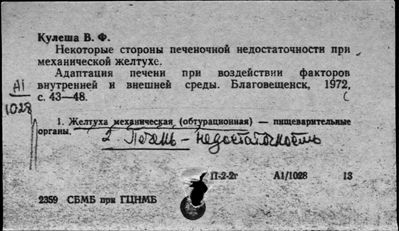 Кулеша В. Ф.
Некоторые стороны печеночной недостаточности при
механической желтухе.
Адаптация печени при воздействии факторов
внутренней и внешней среды. Благовещенск, 1972,
с. 43—48.
А1
1028
1. Желтуха механическая (обтурационная) — пищеварительные
органы.
2. Печень - недостаточность
П-2-2г А1/1028 13
2359 СБМБ при ГЦНМБ